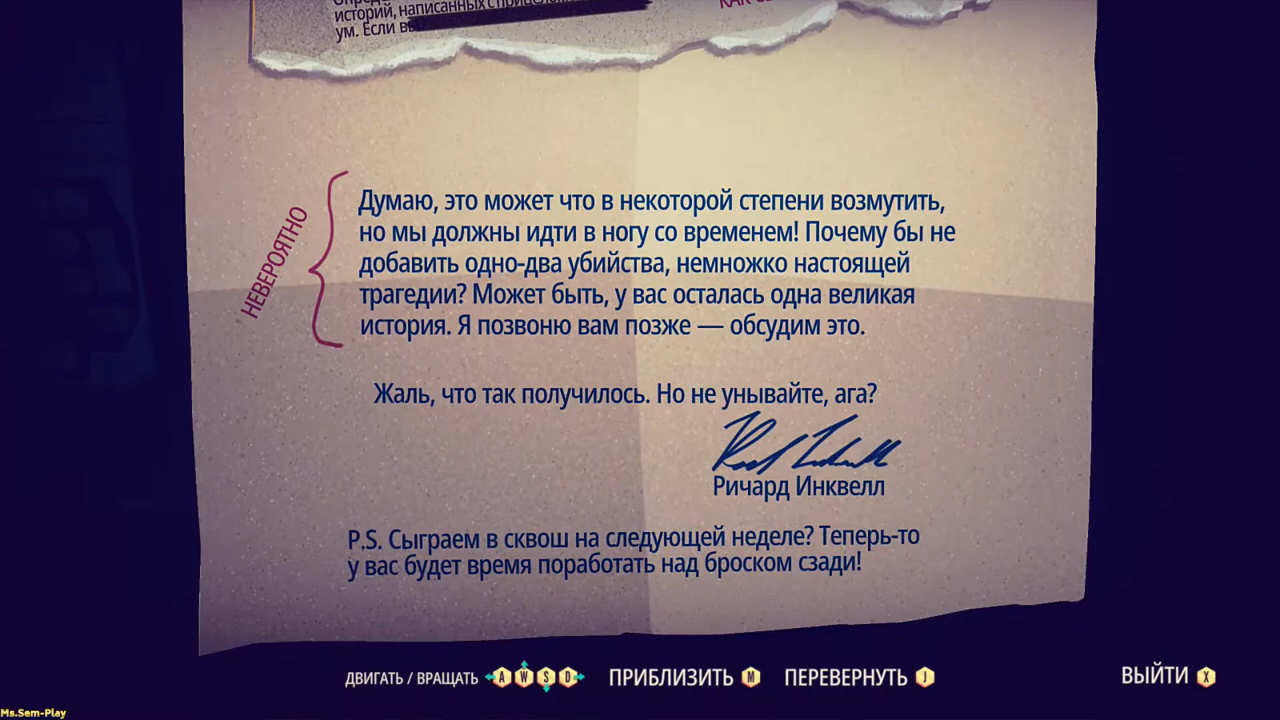 историй, написанных с прицелом
ум. Если вы
НЕВЕРОЯТНО
Думаю, это может что в некоторой степени возмутить,
но мы должны идти в ногу со временем! Почему бы не
добавить одно-два убийства, немножко настоящей
трагедии? Может быть, у вас осталась одна великая
история. Я позвоню вам позже — обсудим это.
Жаль, что так получилось. Но не унывайте, ага?
Ричард Инквелл
P.S. Сыграем в сквош на следующей неделе? Теперь-то
у вас будет время поработать над броском сзади!
ДВИГАТЬ / ВРАЩАТЬ A W S D ПРИБЛИЗИТЬ M ПЕРЕВЕРНУТЬ J ВЫЙТИ X
Ms.Sem-Play